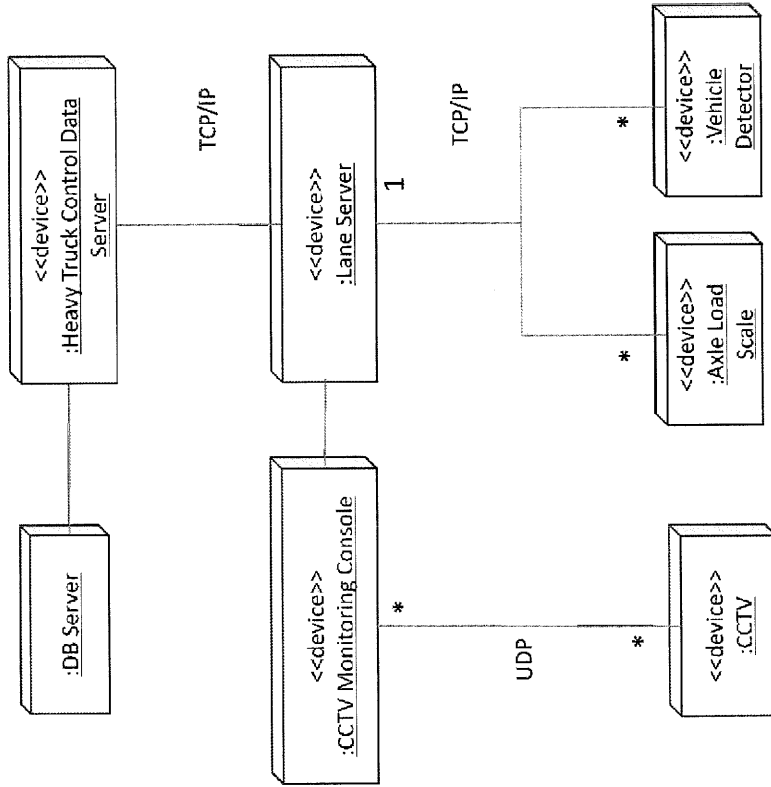 :DB Server
<<device>>
:Heavy Truck Control Data
Server
TCP/IP
<<device>>
:CCTV Monitoring Console
*
<<device>>
:Lane Server
1
UDP
TCP/IP
*
*
*
<<device>>
:CCTV
<<device>>
:Axle Load
Scale
<<device>>
:Vehicle
Detector